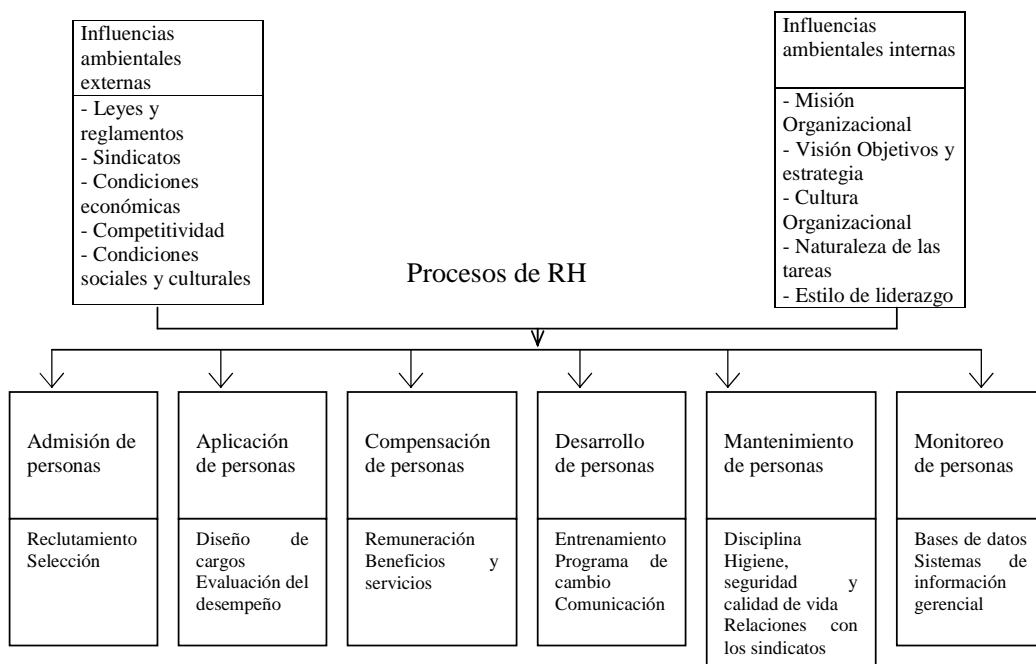 Influencias
ambientales
externas
- Leyes y
reglamentos
- Sindicatos
- Condiciones
económicas
- Competitividad
- Condiciones
sociales y culturales
Influencias
ambientales internas
- Misión
Organizacional
- Visión Objetivos y
estrategia
- Cultura
Organizacional
- Naturaleza de las
tareas
- Estilo de liderazgo
Procesos de RH
Admisión de
personas
Reclutamiento
Selección
Aplicación
de personas
Diseño de
cargos
Evaluación del
desempeño
Compensación
de personas
Remuneración
Beneficios y
servicios
Desarrollo
de personas
Entrenamiento
Programa de
cambio
Comunicación
Mantenimiento
de personas
Disciplina
Higiene,
seguridad y
calidad de vida
Relaciones con
los sindicatos
Monitoreo
de personas
Bases de datos
Sistemas de
información
gerencial